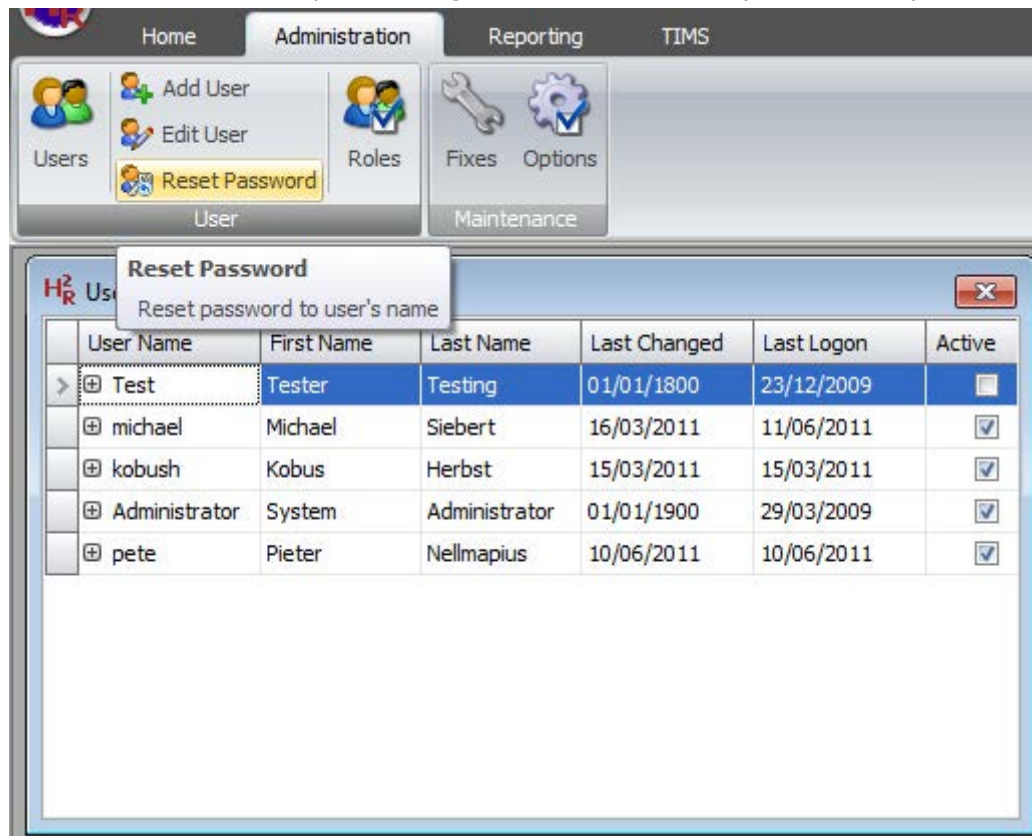 Home Administration Reporting TIMS
Add User
Edit User
Users Reset Password Roles Fixes Options
User Maintenance
Reset Password
Reset password to user's name
H2R Us
User Name First Name Last Name Last Changed Last Logon Active
Test Tester Testing 01/01/1800 23/12/2009
michael Michael Siebert 16/03/2011 11/06/2011
kobush Kobus Herbst 15/03/2011 15/03/2011
Administrator System Administrator 01/01/1900 29/03/2009
pete Pieter Nellmapius 10/06/2011 10/06/2011